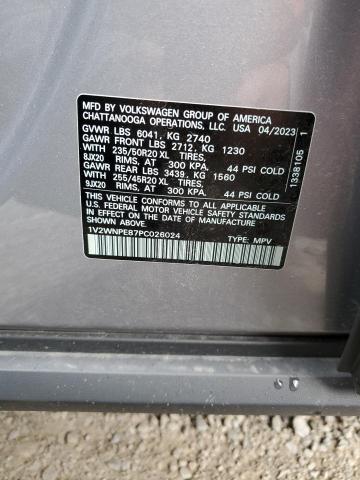 MFD BY VOLKSWAGEN GROUP OF AMERICA
CHATTANOOGA OPERATIONS, LLC. USA 04/2023
GVWR LBS 6041, KG 2740
GAWR FRONT LBS 2712, KG 1230
WITH 235/50R20 XL TIRES,
8JX20 RIMS, AT 300 KPA, 44 PSI COLD
GAWR REAR LBS 3439, KG 1560
WITH 255/45R20 XL TIRES,
9JX20 RIMS, AT 300 KPA, 44 PSI COLD
THIS VEHICLE CONFORMS TO ALL APPLICABLE
FEDERAL MOTOR VEHICLE SAFETY AND THEFT
PREVENTION STANDARDS IN EFFECT
ON THE DATE OF MANUFACTURE
SHOWN ABOVE.
1V2WNPE87PC026024 TYPE: MPV
1338105 1